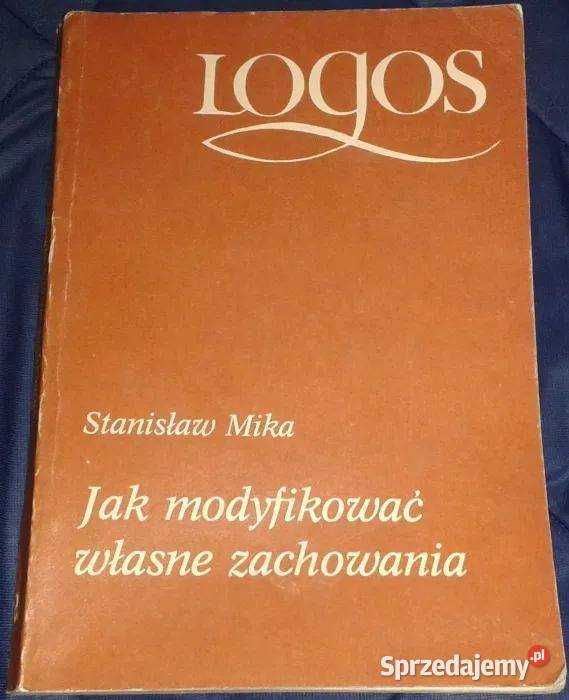 LOGOS
Stanisław Mika
Jak modyfikować
własne zachowania
Sprzedajemy.pl